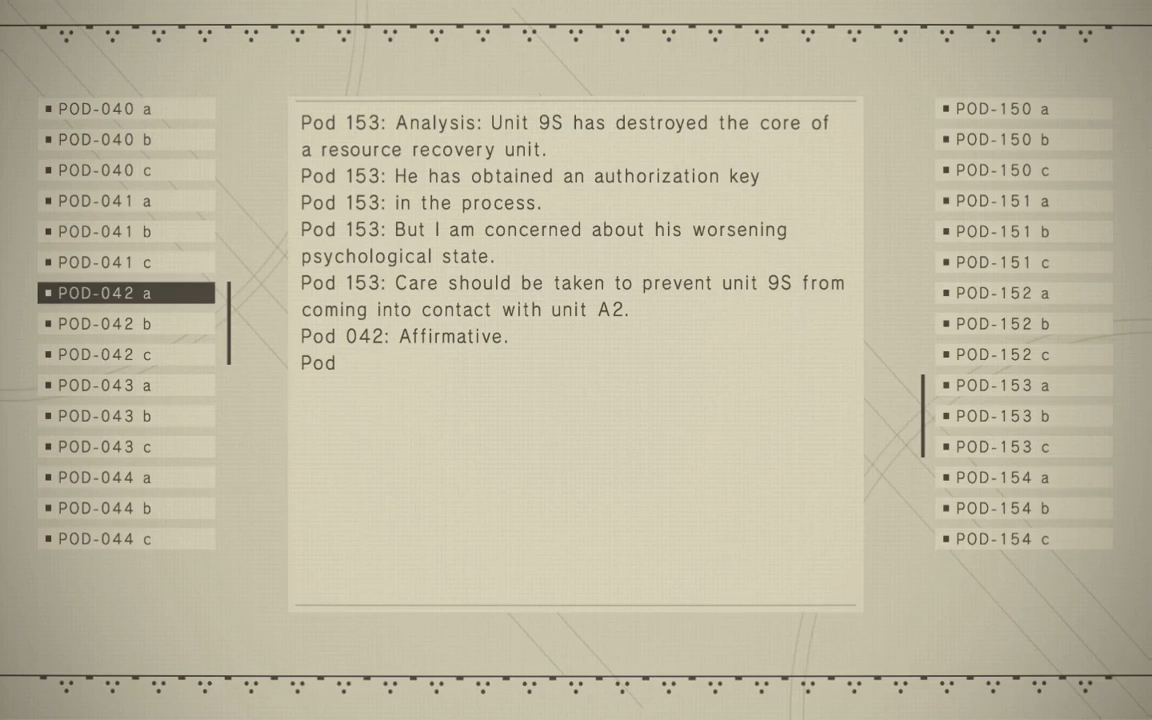 POD-040 a
POD-040 b
POD-040 c
POD-041 a
POD-041 b
POD-041 c
POD-042 a
POD-042 b
POD-042 c
POD-043 a
POD-043 b
POD-043 c
POD-044 a
POD-044 b
POD-044 c
Pod 153: Analysis: Unit 9S has destroyed the core of
a resource recovery unit.
Pod 153: He has obtained an authorization key
Pod 153: in the process.
Pod 153: But I am concerned about his worsening
psychological state.
Pod 153: Care should be taken to prevent unit 9S from
coming into contact with unit A2.
Pod 042: Affirmative.
Pod
POD-150 a
POD-150 b
POD-150 c
POD-151 a
POD-151 b
POD-151 c
POD-152 a
POD-152 b
POD-152 c
POD-153 a
POD-153 b
POD-153 c
POD-154 a
POD-154 b
POD-154 c